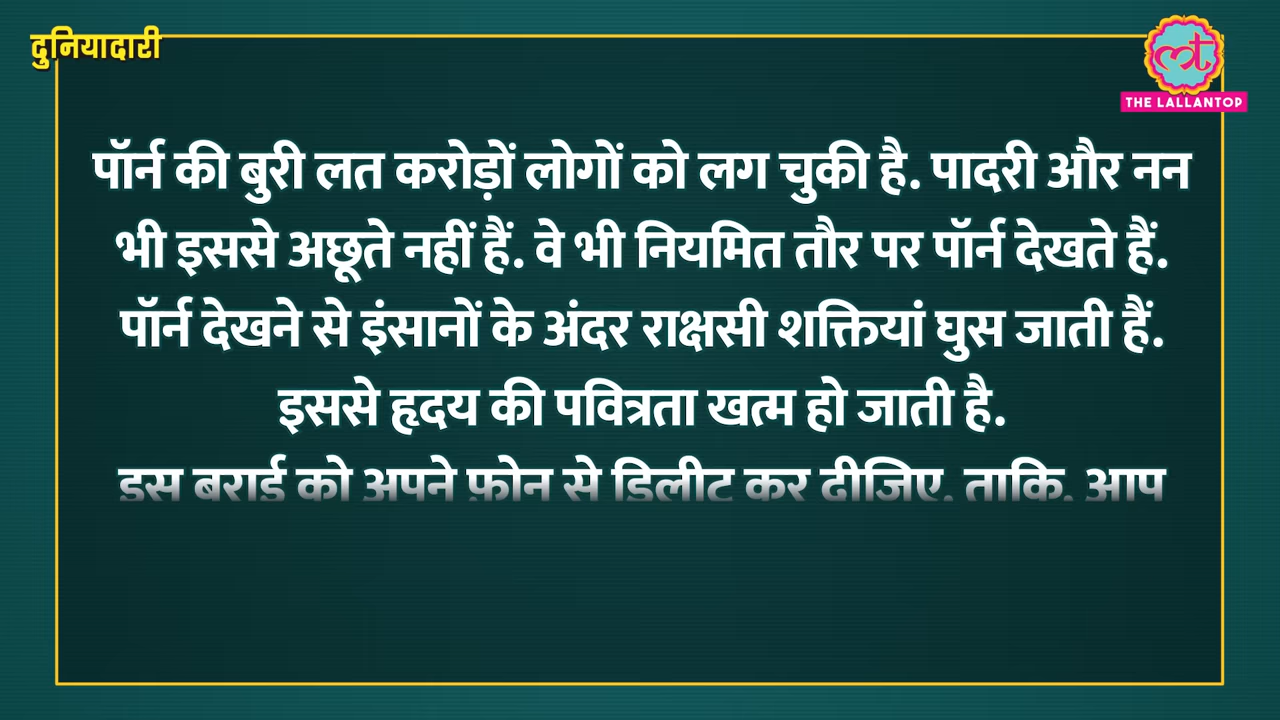 दुनियादारी
THE LALLANTOP
पॉर्न की बुरी लत करोड़ों लोगों को लग चुकी है. पादरी और नन
भी इससे अछूते नहीं हैं. वे भी नियमित तौर पर पॉर्न देखते हैं.
पॉर्न देखने से इंसानों के अंदर राक्षसी शक्तियां घुस जाती हैं.
इससे हृदय की पवित्रता खत्म हो जाती है.
इस बुराई को अपने फ़ोन से डिलीट कर दीजिए. ताकि, आप